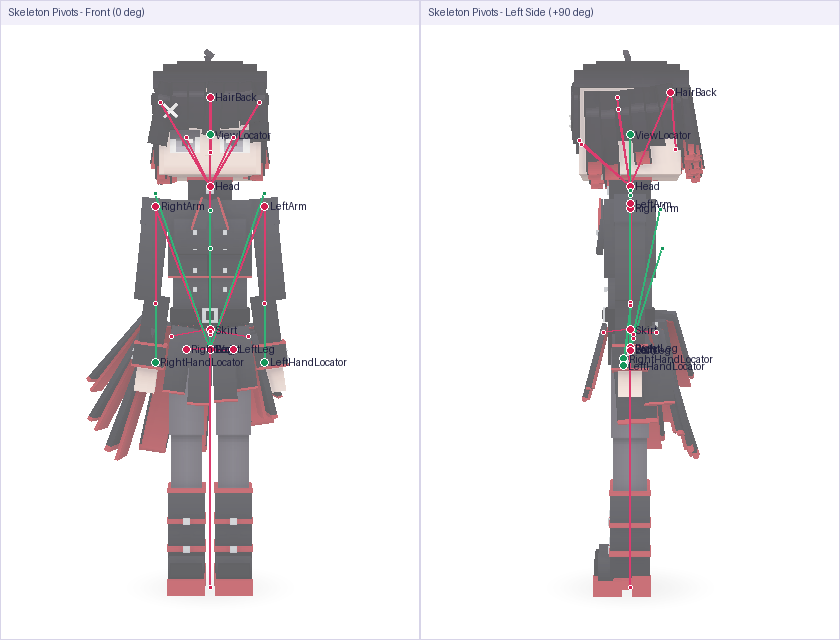 Skeleton Pivots - Front (0 deg)
HairBack
ViewLocator
Head
RightArm
LeftArm
Skirt
LeftLeg
RightHandLocator
LeftHandLocator
Skeleton Pivots - Left Side (+90 deg)
HairBack
ViewLocator
Head
LeftArm
RightArm
Skirt
RightHandLocator
LeftHandLocator